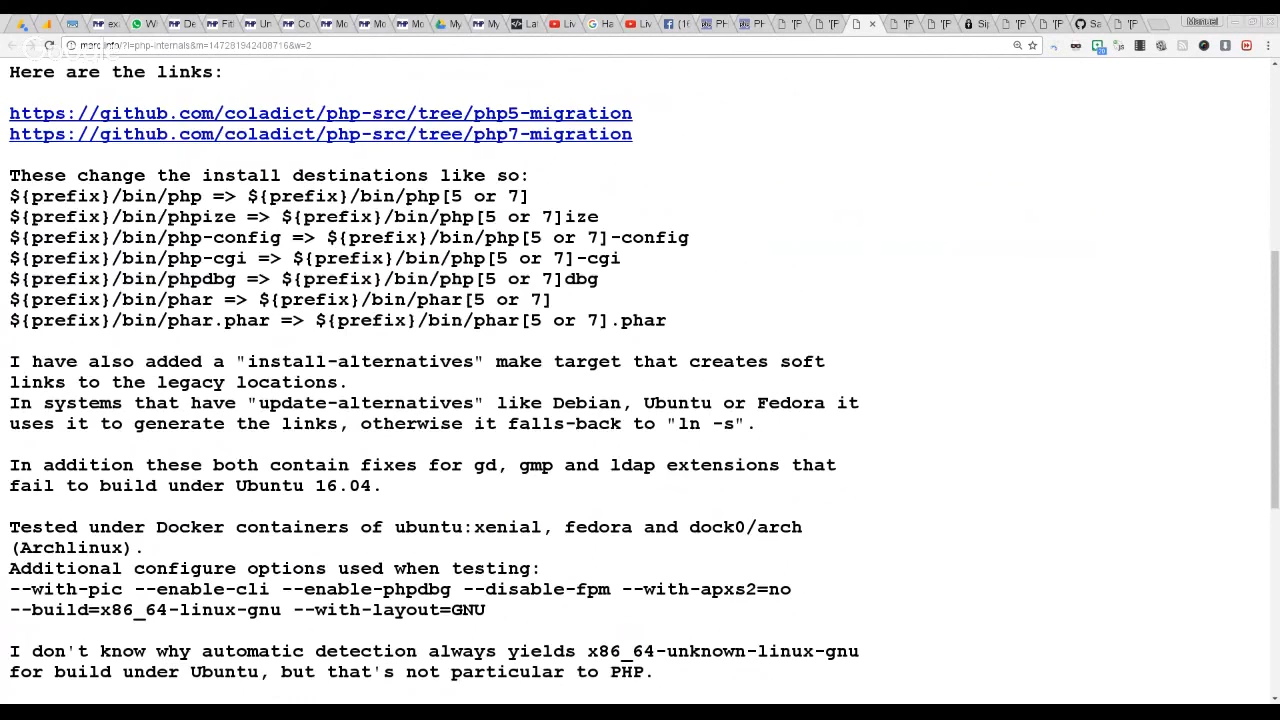 Manuel
marc.info/?l=php-internals&m=147281942408716&w=2
Here are the links:
https://github.com/coladict/php-src/tree/php5-migration
https://github.com/coladict/php-src/tree/php7-migration
These change the install destinations like so:
${prefix}/bin/php => ${prefix}/bin/php[5 or 7]
${prefix}/bin/phpize => ${prefix}/bin/php[5 or 7]ize
${prefix}/bin/php-config => ${prefix}/bin/php[5 or 7]-config
${prefix}/bin/php-cgi => ${prefix}/bin/php[5 or 7]-cgi
${prefix}/bin/phpdbg => ${prefix}/bin/php[5 or 7]dbg
${prefix}/bin/phar => ${prefix}/bin/phar[5 or 7]
${prefix}/bin/phar.phar => ${prefix}/bin/phar[5 or 7].phar
I have also added a "install-alternatives" make target that creates soft
links to the legacy locations.
In systems that have "update-alternatives" like Debian, Ubuntu or Fedora it
uses it to generate the links, otherwise it falls-back to "ln -s".
In addition these both contain fixes for gd, gmp and ldap extensions that
fail to build under Ubuntu 16.04.
Tested under Docker containers of ubuntu:xenial, fedora and dock0/arch
(Archlinux).
Additional configure options used when testing:
--with-pic --enable-cli --enable-phpdbg --disable-fpm --with-apxs2=no
--build=x86_64-linux-gnu --with-layout=GNU
I don't know why automatic detection always yields x86_64-unknown-linux-gnu
for build under Ubuntu, but that's not particular to PHP.